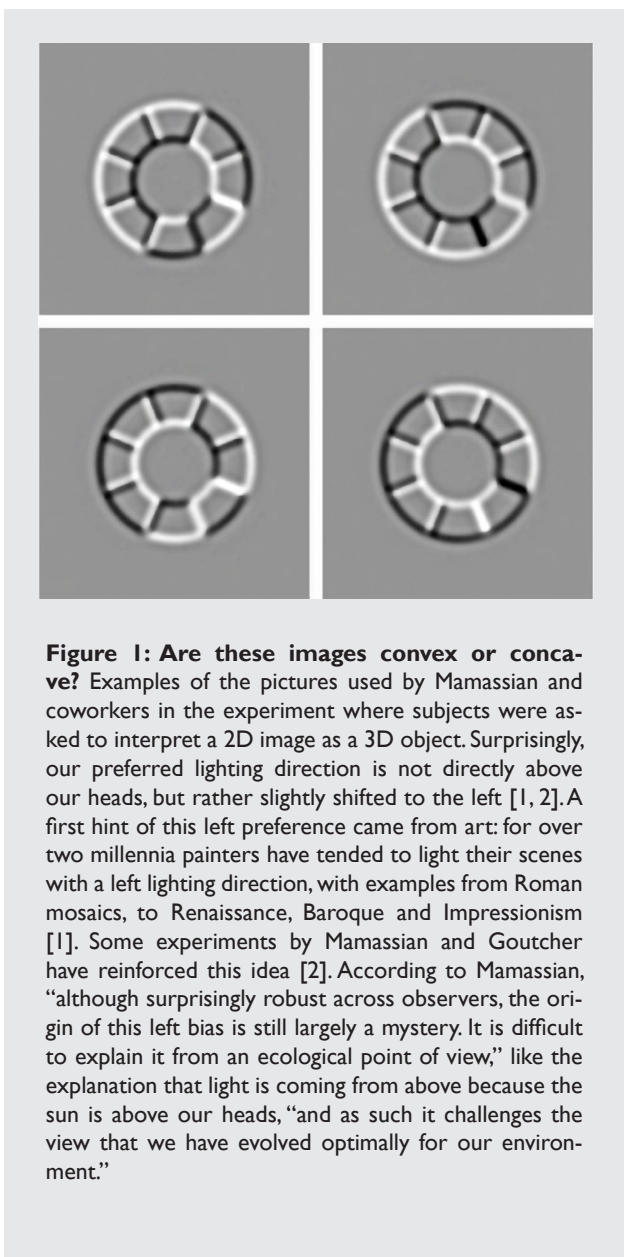 Figure 1: Are these images convex or conca-
ve? Examples of the pictures used by Mamassian and
coworkers in the experiment where subjects were as-
ked to interpret a 2D image as a 3D object. Surprisingly,
our preferred lighting direction is not directly above
our heads, but rather slightly shifted to the left [1, 2]. A
first hint of this left preference came from art: for over
two millennia painters have tended to light their scenes
with a left lighting direction, with examples from Roman
mosaics, to Renaissance, Baroque and Impressionism
[1]. Some experiments by Mamassian and Goutcher
have reinforced this idea [2]. According to Mamassian,
“although surprisingly robust across observers, the ori-
gin of this left bias is still largely a mystery. It is difficult
to explain it from an ecological point of view,” like the
explanation that light is coming from above because the
sun is above our heads, “and as such it challenges the
view that we have evolved optimally for our environ-
ment.”